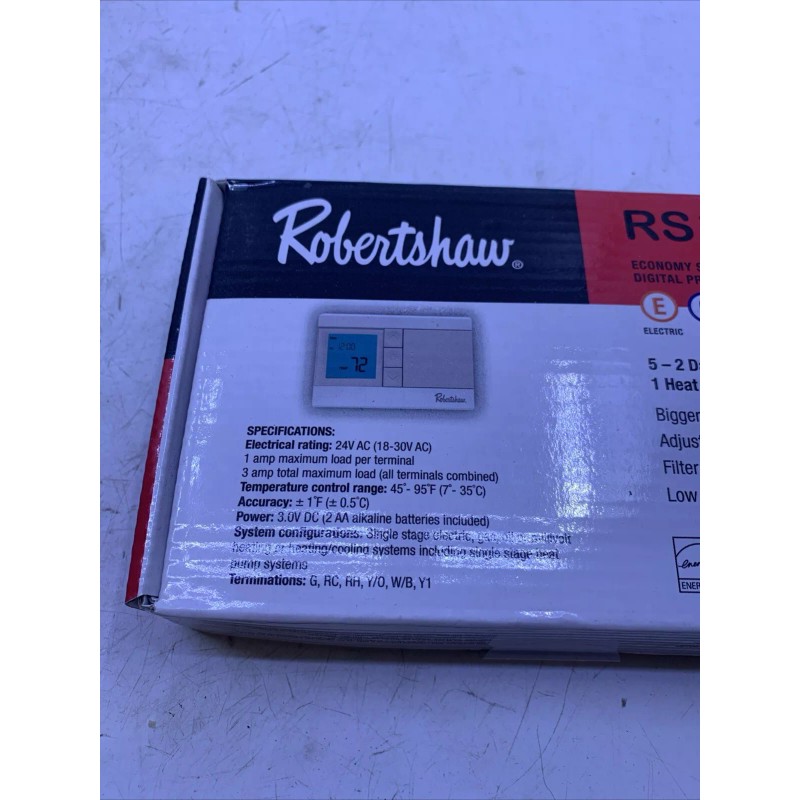 Robertshaw®
RS
ECONOMY
DIGITAL
E
ELECTRIC
5 – 2
1 Heat
Bigger
Adjus
Filter
Low
12:00
72
Robertshaw
SPECIFICATIONS:
Electrical rating: 24V AC (18-30V AC)
1 amp maximum load per terminal
3 amp total maximum load (all terminals combined)
Temperature control range: 45°- 95°F (7°- 35°C)
Accuracy: ± 1°F (± 0.5°C)
Power: 3.0V DC (2 AA alkaline batteries included)
System configurations: Single stage electric, gas, oil, millivolt
heating or heating/cooling systems including single stage heat
pump systems
Terminations: G, RC, RH, Y/O, W/B, Y1
ENER